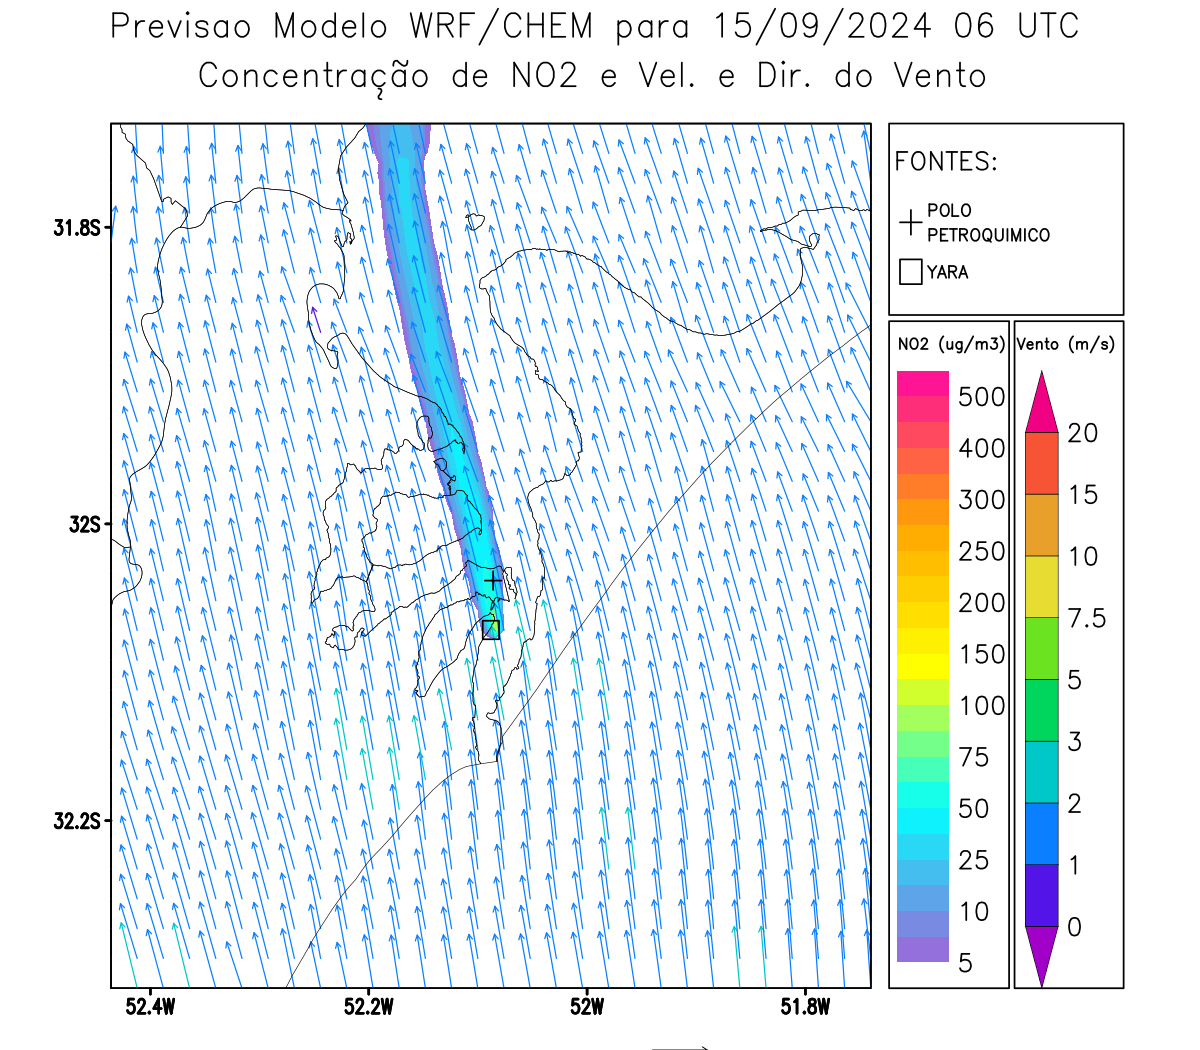 Previsao Modelo WRF/CHEM para 15/09/2024 06 UTC
Concentração de NO2 e Vel. e Dir. do Vento
FONTES:
POLO
PETROQUIMICO
YARA
NO2 (ug/m3)
500
400
300
250
200
150
100
75
50
25
10
5
Vento (m/s)
20
15
10
7.5
5
3
2
1
0
31.8S
32S
32.2S
52.4W
52.2W
52W
51.8W